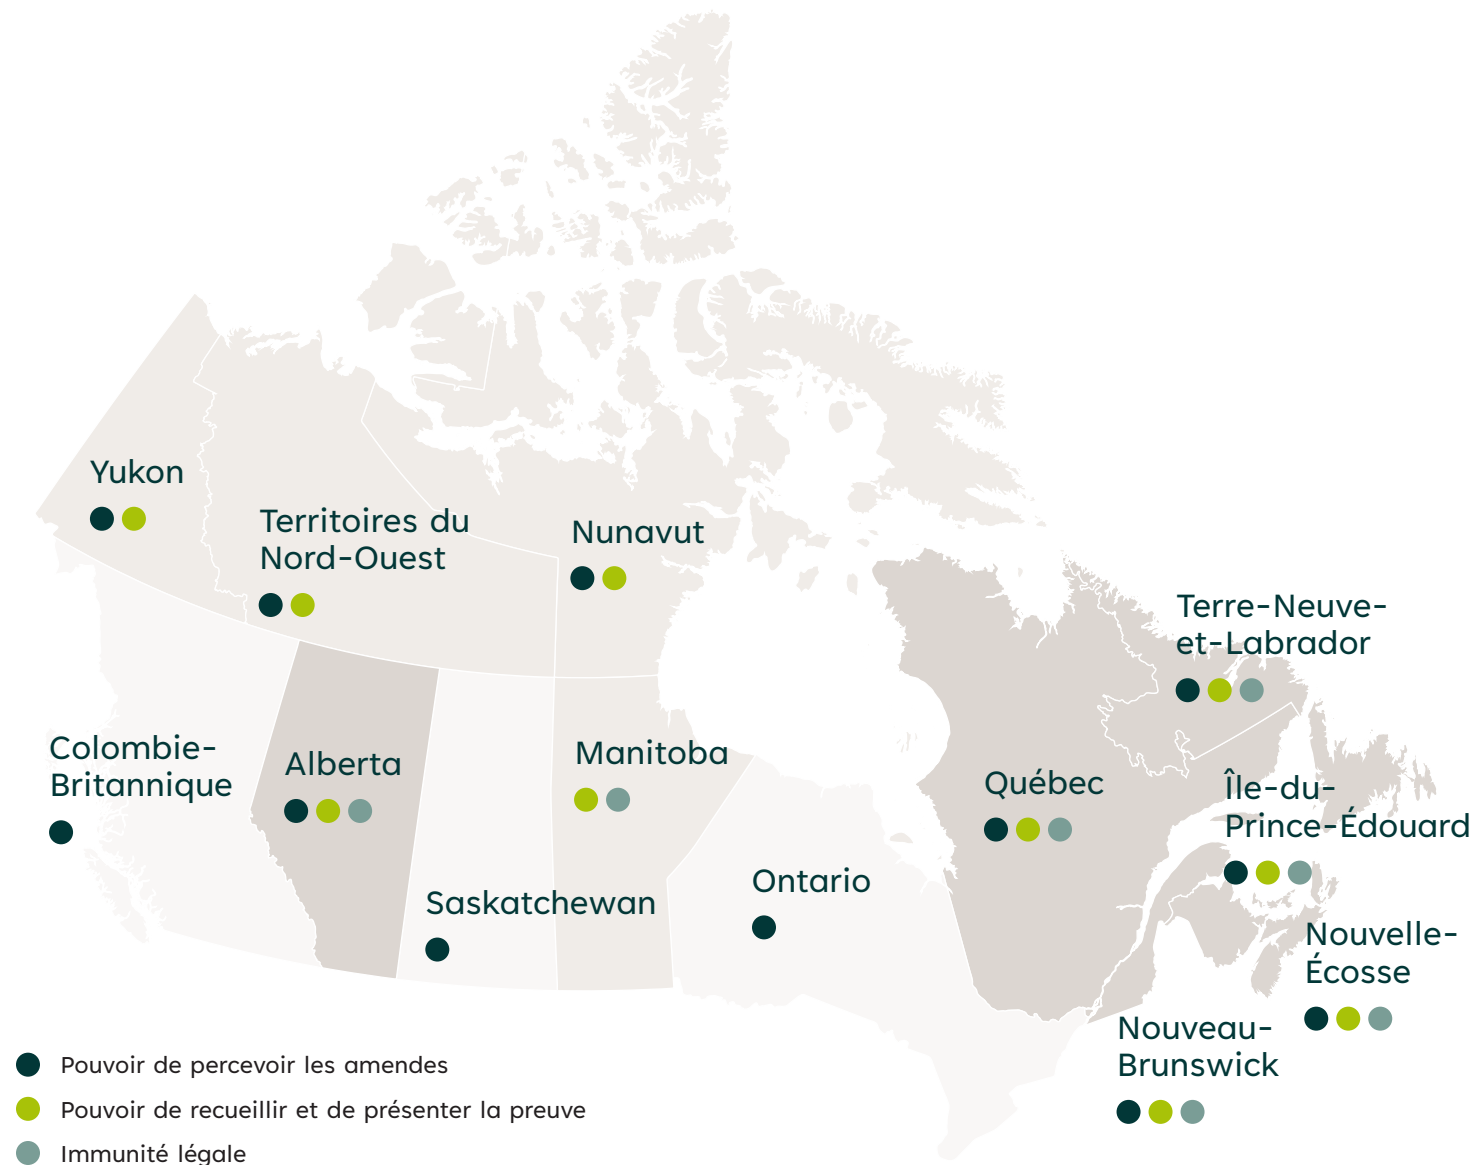 Yukon
Territoires du
Nord-Ouest
Nunavut
Terre-Neuve-
et-Labrador
Colombie-
Britannique
Alberta
Manitoba
Québec
Île-du-
Prince-Édouard
Saskatchewan
Ontario
Nouvelle-
Écosse
Nouveau-
Brunswick
Pouvoir de percevoir les amendes
Pouvoir de recueillir et de présenter la preuve
Immunité légale